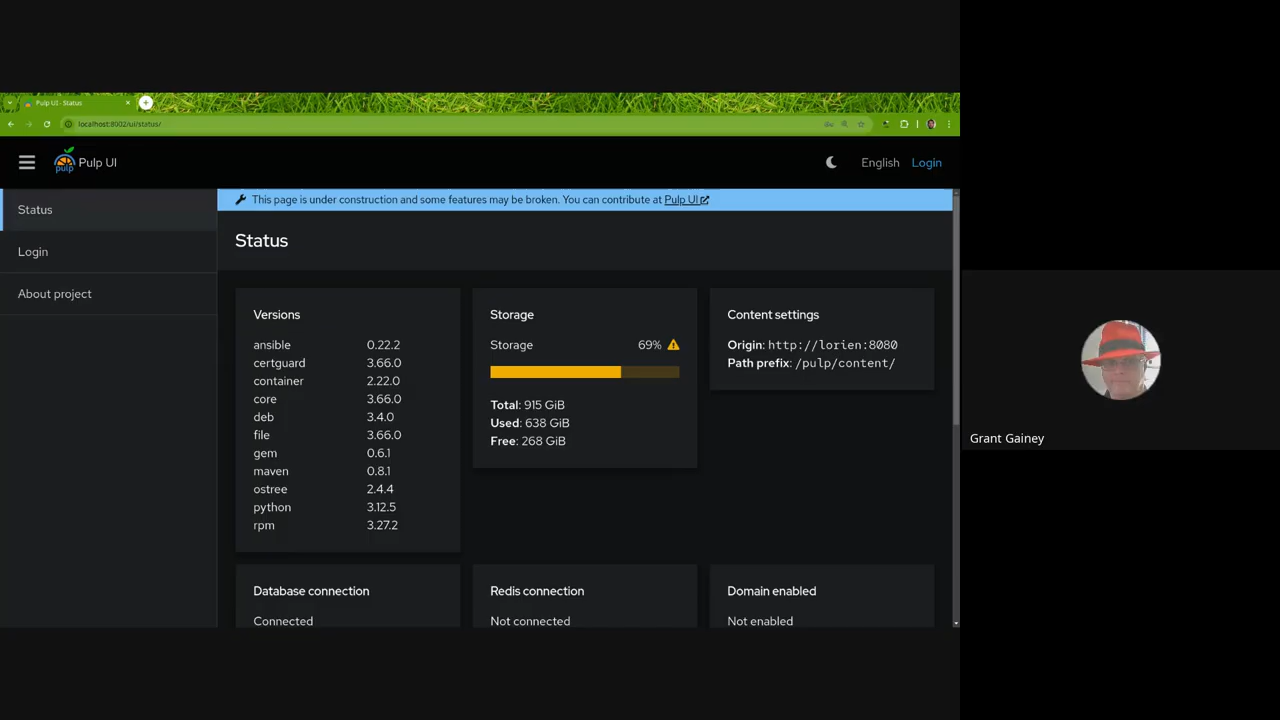 Pulp UI - Status
localhost:8002/ui/status/
pulp
Pulp UI
English
Login
Status
Login
About project
This page is under construction and some features may be broken. You can contribute at Pulp UI
Status
Versions
ansible 0.22.2
certguard 3.66.0
container 2.22.0
core 3.66.0
deb 3.4.0
file 3.66.0
gem 0.6.1
maven 0.8.1
ostree 2.4.4
python 3.12.5
rpm 3.27.2
Storage
Storage 69%
Total: 915 GiB
Used: 638 GiB
Free: 268 GiB
Content settings
Origin: http://lorien:8080
Path prefix: /pulp/content/
Database connection
Connected
Redis connection
Not connected
Domain enabled
Not enabled
Grant Gainey